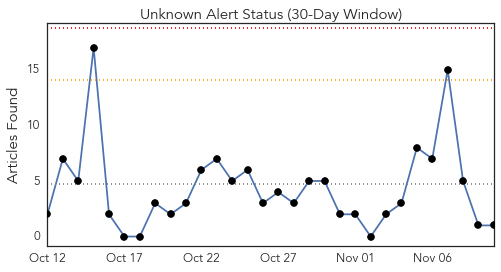 Unknown Alert Status (30-Day Window)
Articles Found
15
10
5
0
Oct 12 Oct 17 Oct 22 Oct 27 Nov 01 Nov 06